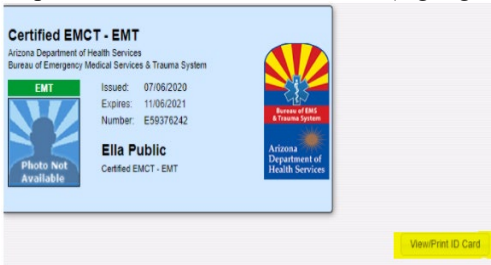 Certified EMCT - EMT
Arizona Department of Health Services
Bureau of Emergency Medical Services & Trauma System
EMT
Issued: 07/06/2020
Expires: 11/06/2021
Number: E59376242
Ella Public
Certified EMCT - EMT
Photo Not
Available
Bureau of EMS
& Trauma System
Arizona
Department of
Health Services
View/Print ID Card